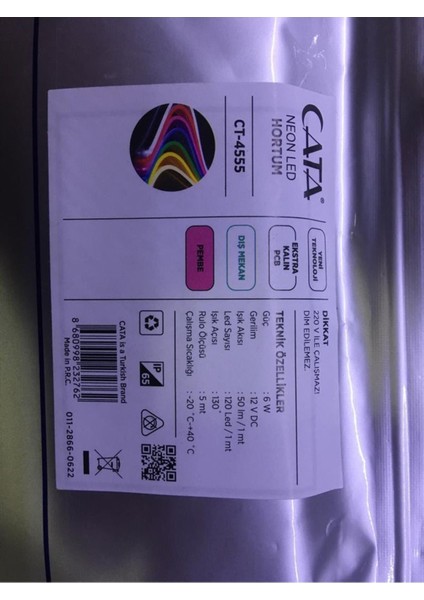 CATA®
NEON LED
HORTUM
CT-4555
YENİ
TEKNOLOJİ
EKSTRA
KALIN
PCB
DIŞ MEKAN
PEMBE
DİKKAT
220 V İLE ÇALIŞMAZ!
DİM EDİLEMEZ.
TEKNİK ÖZELLİKLER
Güç : 6 W
Gerilim : 12 V DC
Işık Akısı : 50 lm / 1 mt
Led Sayısı : 120 Led / 1 mt
Işık Açısı : 130°
Rulo Ölçüsü : 5 mt
Çalışma Sıcaklığı : -20 °C-+40 °C
IP
65
8 680998 232762
CATA is a Turkish Brand
Made in P.R.C.
011-2866-0622